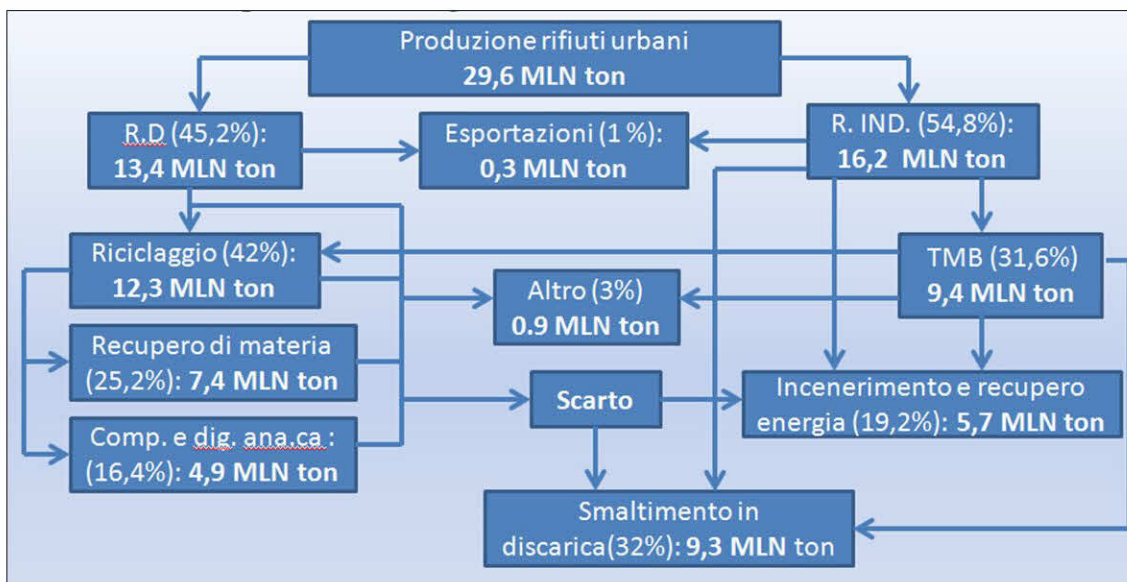 Produzione rifiuti urbani
29,6 MLN ton
R.D (45,2%):
13,4 MLN ton
Esportazioni (1 %):
0,3 MLN ton
R. IND. (54,8%):
16,2 MLN ton
Riciclaggio (42%):
12,3 MLN ton
TMB (31,6%)
9,4 MLN ton
Altro (3%)
0.9 MLN ton
Recupero di materia
(25,2%): 7,4 MLN ton
Scarto
Incenerimento e recupero
energia (19,2%): 5,7 MLN ton
Comp. e dig. ana.ca :
(16,4%): 4,9 MLN ton
Smaltimento in
discarica(32%): 9,3 MLN ton